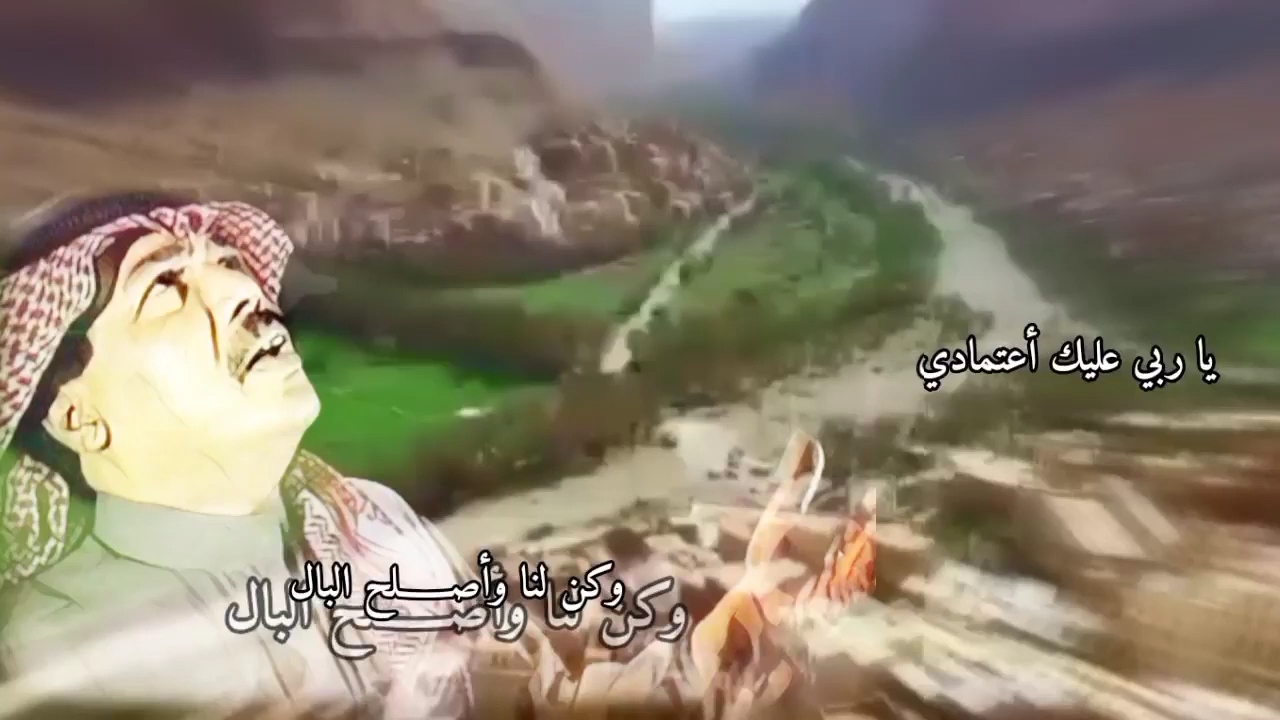 يا ربي عليك أعتمادي
وكن لنا وأصلح البال
وكن لنا وأصلح البال